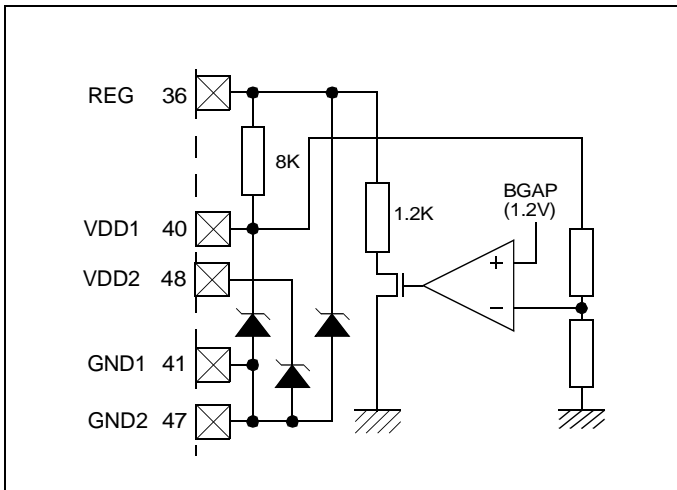 REG 36
8K
1.2K
BGAP
(1.2V)
VDD1 40
VDD2 48
+
−
GND1 41
GND2 47